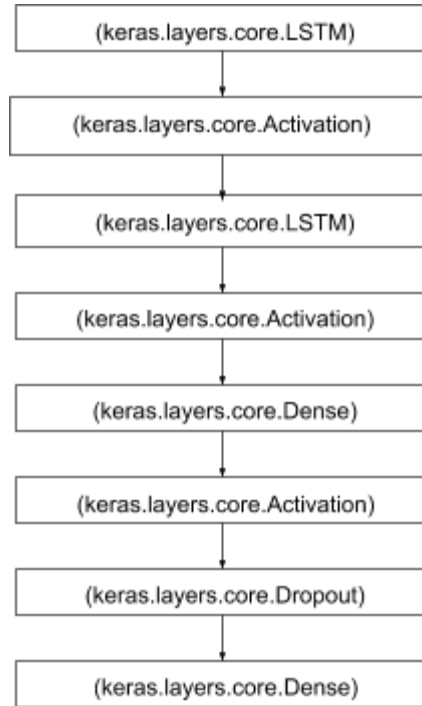 (keras.layers.core.LSTM)
(keras.layers.core.Activation)
(keras.layers.core.LSTM)
(keras.layers.core.Activation)
(keras.layers.core.Dense)
(keras.layers.core.Activation)
(keras.layers.core.Dropout)
(keras.layers.core.Dense)